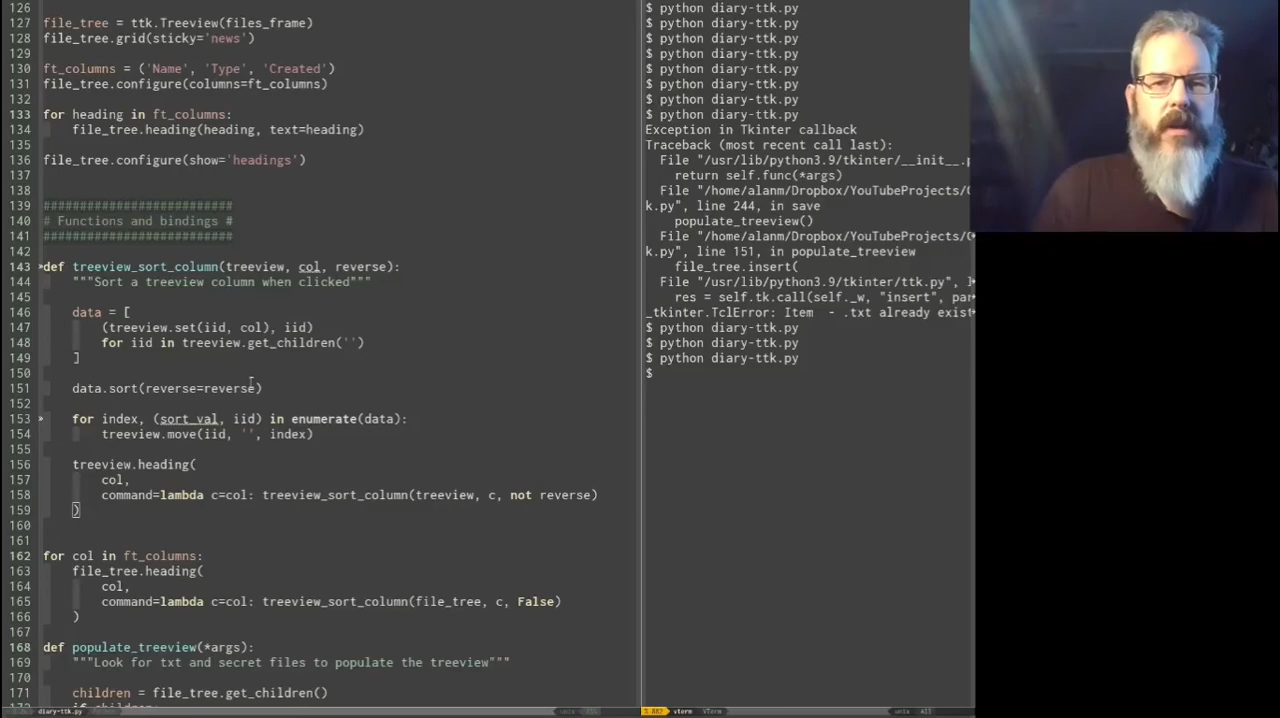 126
127 file_tree = ttk.Treeview(files_frame)
128 file_tree.grid(sticky='news')
129
130 ft_columns = ('Name', 'Type', 'Created')
131 file_tree.configure(columns=ft_columns)
132
133 for heading in ft_columns:
134     file_tree.heading(heading, text=heading)
135
136 file_tree.configure(show='headings')
137
138
139 ##########################
140 # Functions and bindings #
141 ##########################
142
143 »def treeview_sort_column(treeview, col, reverse):
144     """Sort a treeview column when clicked"""
145
146     data = [
147         (treeview.set(iid, col), iid)
148         for iid in treeview.get_children('')
149     ]
150
151     data.sort(reverse=reverse)
152
153 »   for index, (sort_val, iid) in enumerate(data):
154         treeview.move(iid, '', index)
155
156     treeview.heading(
157         col,
158         command=lambda c=col: treeview_sort_column(treeview, c, not reverse)
159     )
160
161
162 for col in ft_columns:
163     file_tree.heading(
164         col,
165         command=lambda c=col: treeview_sort_column(file_tree, c, False)
166     )
167
168 def populate_treeview(*args):
169     """Look for txt and secret files to populate the treeview"""
170
171     children = file_tree.get_children()
172     if children:
diary-ttk.py
$ python diary-ttk.py
$ python diary-ttk.py
$ python diary-ttk.py
$ python diary-ttk.py
$ python diary-ttk.py
$ python diary-ttk.py
$ python diary-ttk.py
$ python diary-ttk.py
Exception in Tkinter callback
Traceback (most recent call last):
  File "/usr/lib/python3.9/tkinter/__init__.p
    return self.func(*args)
  File "/home/alanm/Dropbox/YouTubeProjects/C
k.py", line 244, in save
    populate_treeview()
  File "/home/alanm/Dropbox/YouTubeProjects/C
k.py", line 151, in populate_treeview
    file_tree.insert(
  File "/usr/lib/python3.9/tkinter/ttk.py", l
    res = self.tk.call(self._w, "insert", par
_tkinter.TclError: Item  - .txt already exist
$ python diary-ttk.py
$ python diary-ttk.py
$ python diary-ttk.py
$
vterm VTerm unix